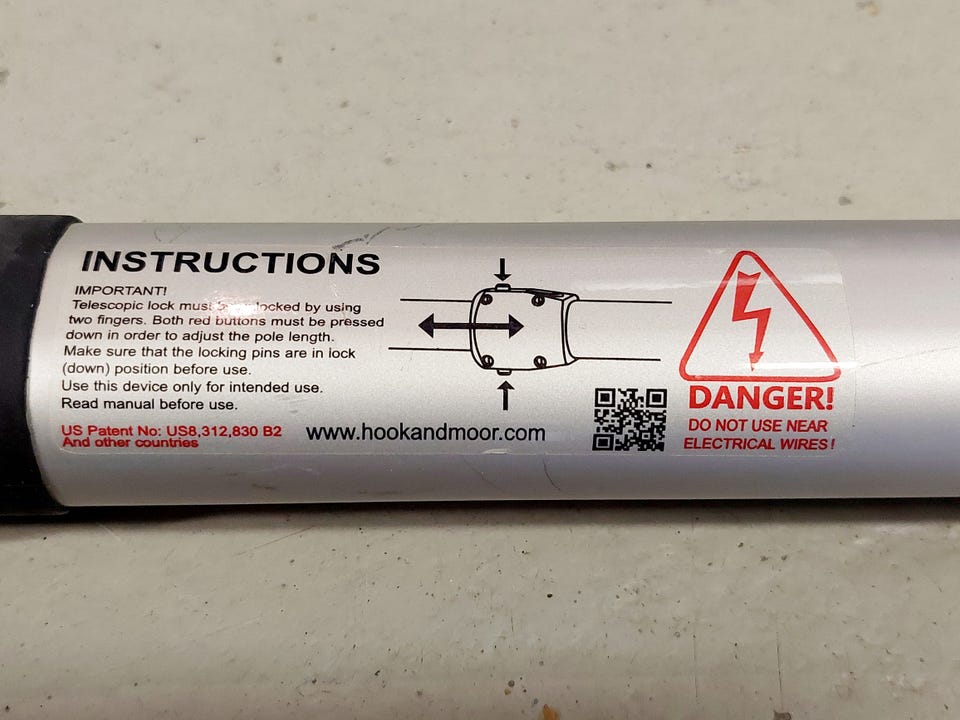 INSTRUCTIONS
IMPORTANT!
Telescopic lock must locked by using
two fingers. Both red buttons must be pressed
down in order to adjust the pole length.
Make sure that the locking pins are in lock
(down) position before use.
Use this device only for intended use.
Read manual before use.
US Patent No: US8,312,830 B2
And other countries
www.hookandmoor.com
DANGER!
DO NOT USE NEAR
ELECTRICAL WIRES!